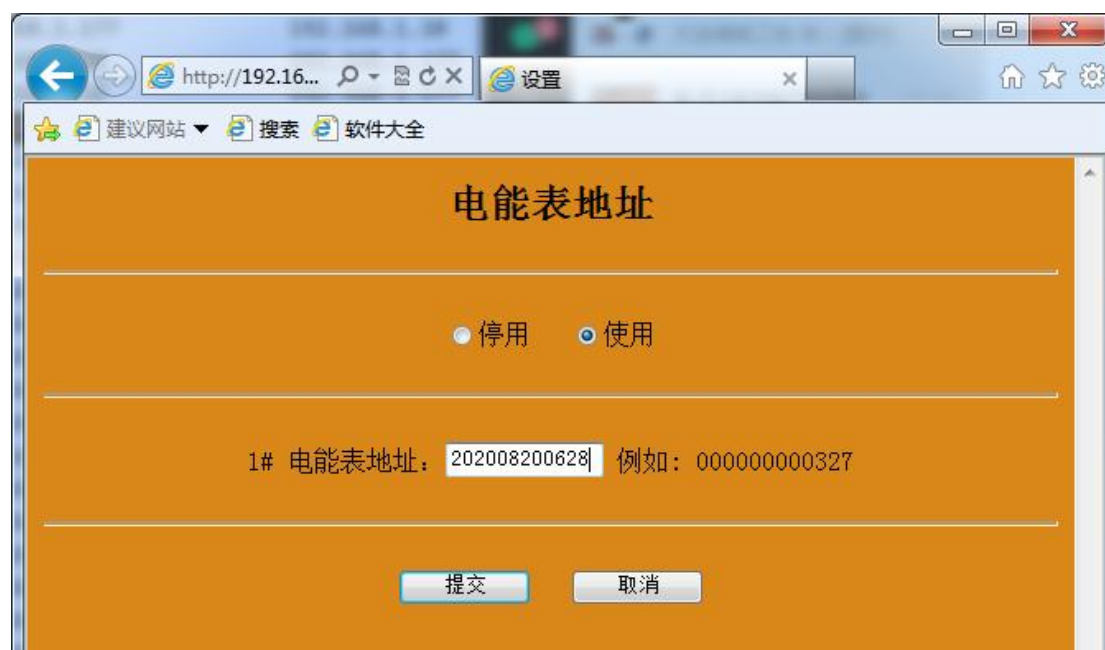 http://192.16...
设置
建议网站
搜索
软件大全
电能表地址
停用 使用
1# 电能表地址: 202008200628 例如: 000000000327
提交 取消